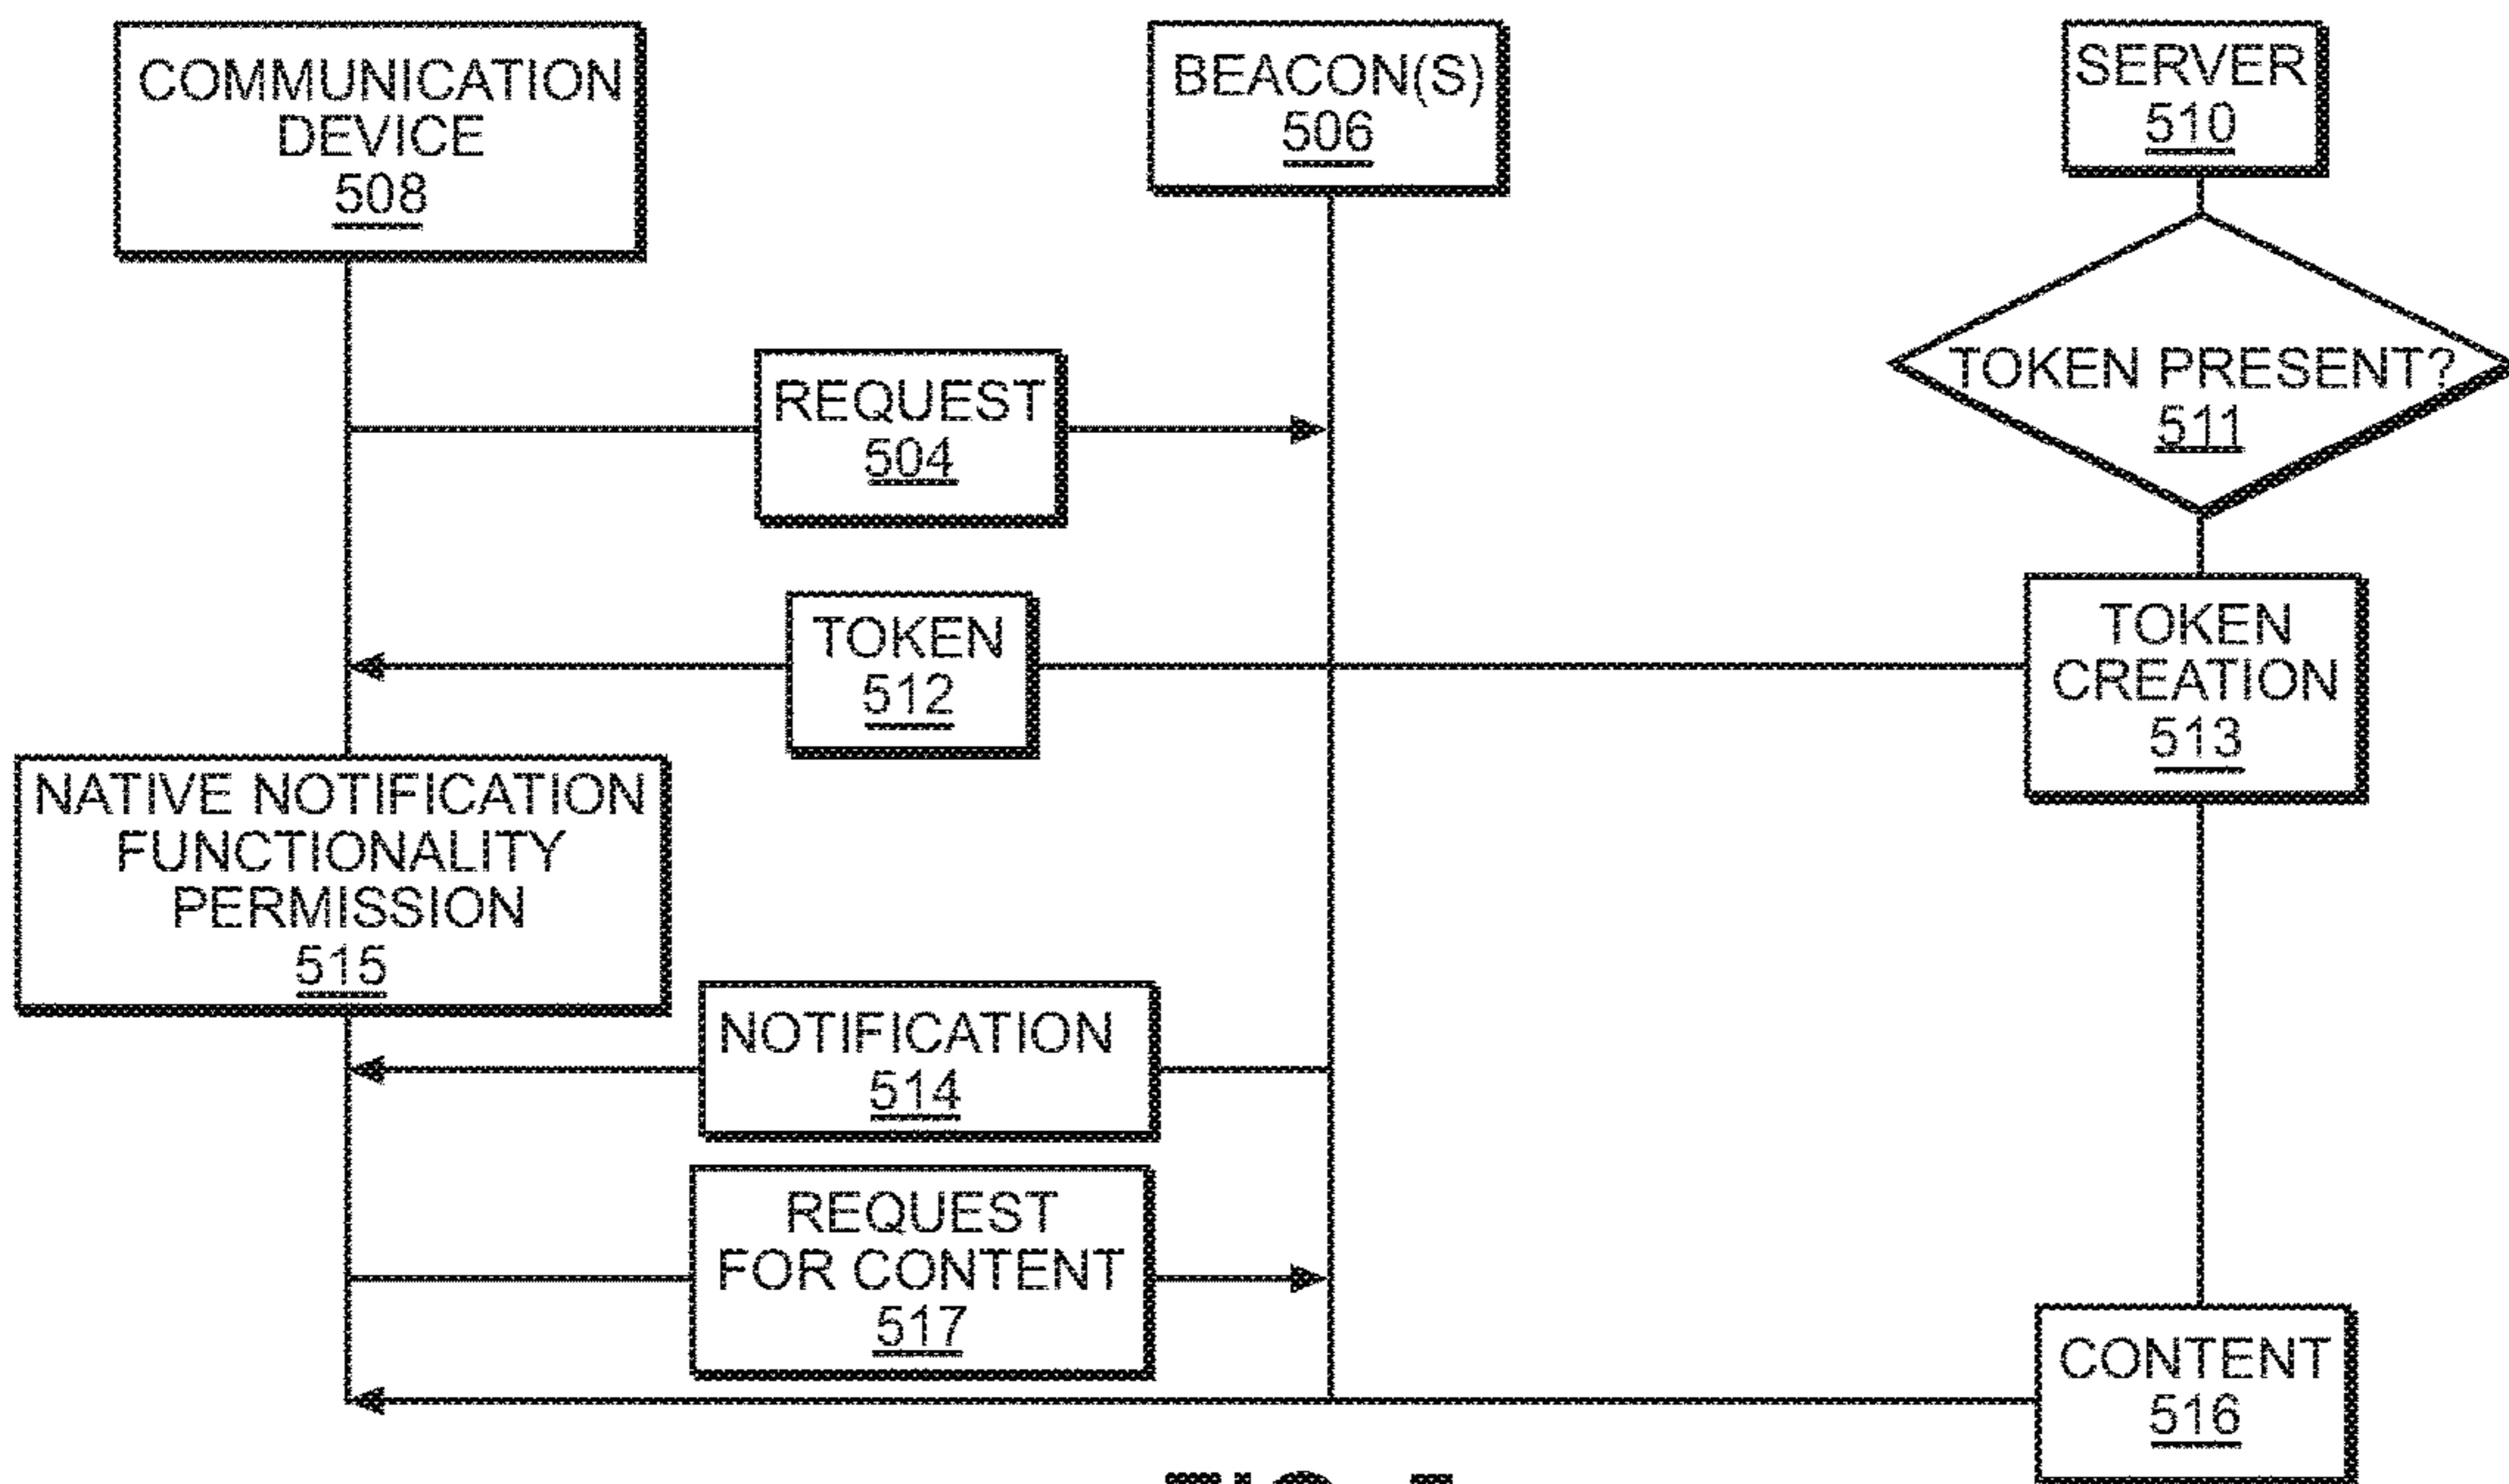 COMMUNICATION
DEVICE
508
BEACON(S)
506
SERVER
510
TOKEN PRESENT?
511
REQUEST
504
TOKEN
512
TOKEN
CREATION
513
NATIVE NOTIFICATION
FUNCTIONALITY
PERMISSION
515
NOTIFICATION
514
REQUEST
FOR CONTENT
517
CONTENT
516